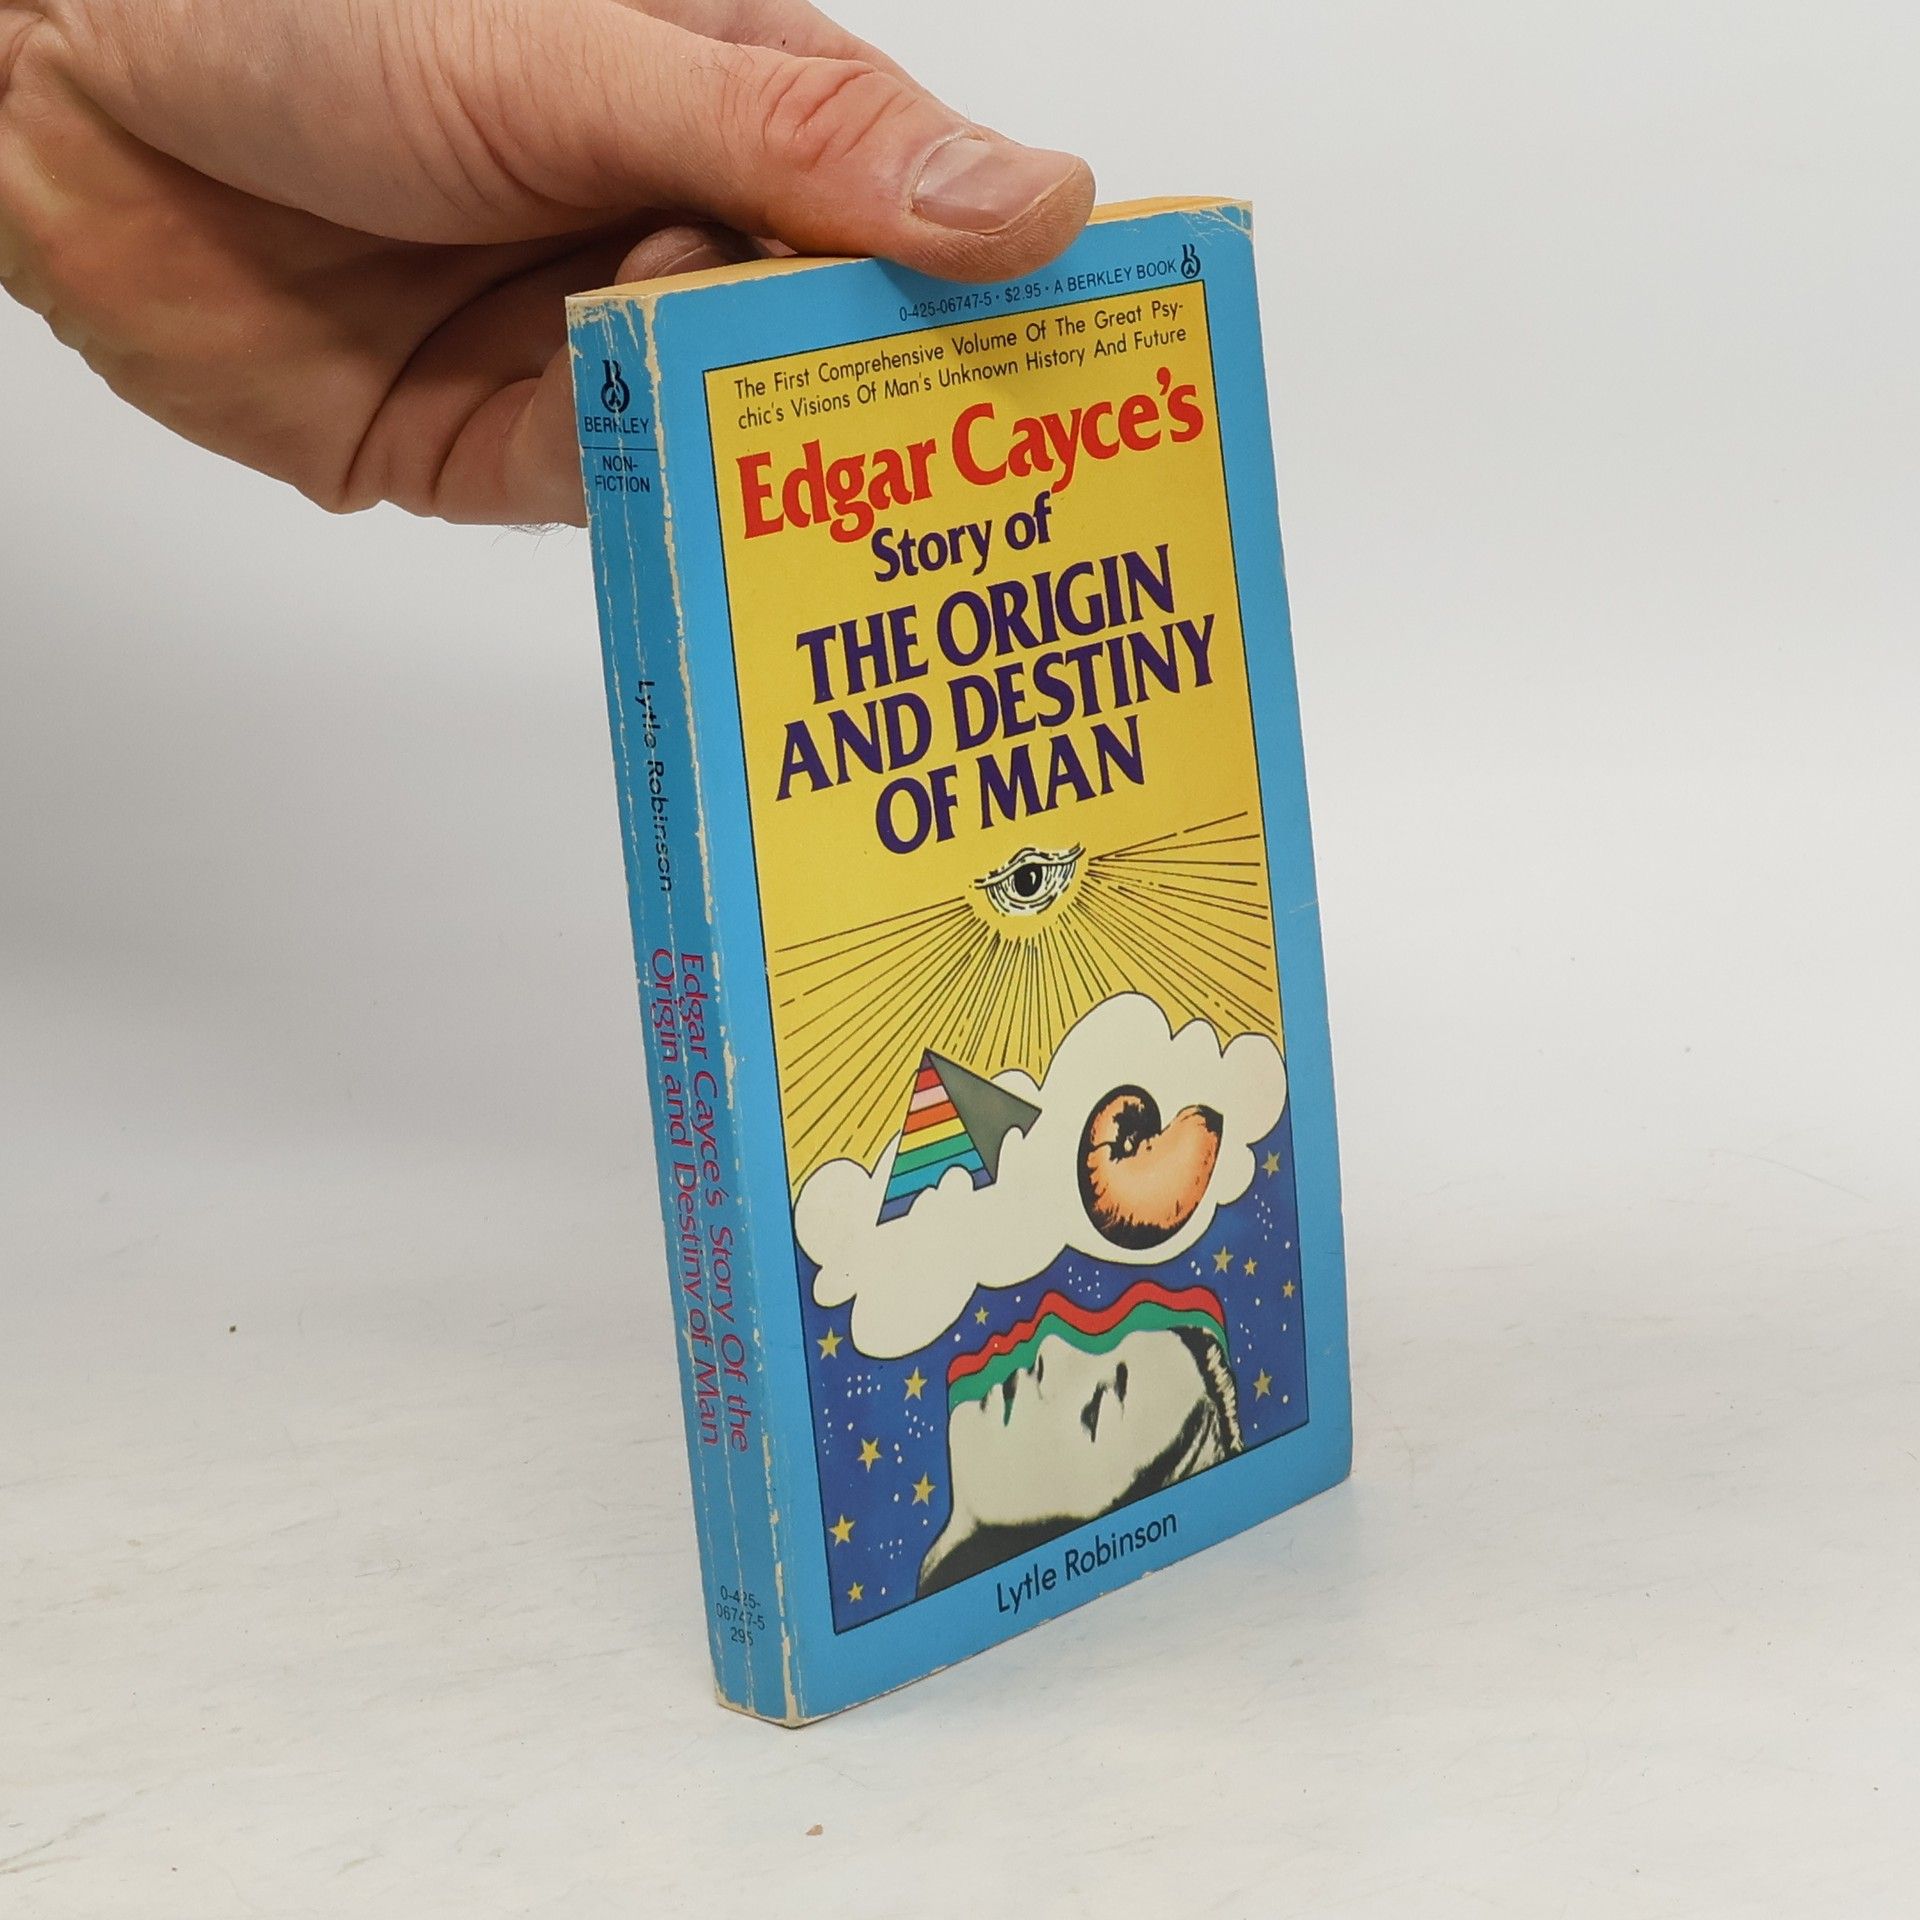 0-425-06747-5 • $2.95 • A BERKLEY BOOK
The First Comprehensive Volume Of The Great Psy-
chic's Visions Of Man's Unknown History And Future
Edgar Cayce's
Story of
THE ORIGIN
AND DESTINY
OF MAN
Lytle Robinson
BERKLEY
NON-
FICTION
Lytle Robinson
Edgar Cayce's Story Of the
Origin and Destiny of Man
0-425-
06747-5
295